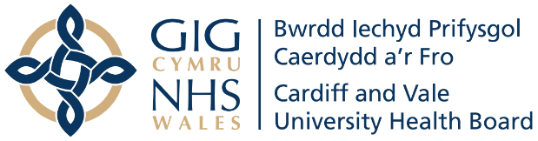 GIG
CYMRU
NHS
WALES
Bwrdd Iechyd Prifysgol
Caerdydd a'r Fro
Cardiff and Vale
University Health Board